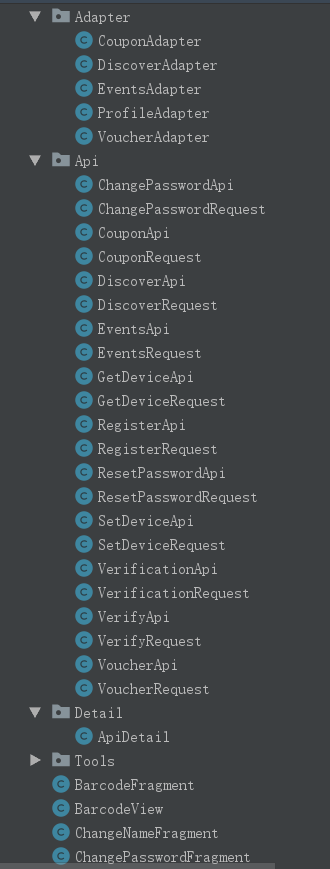 Adapter
C CouponAdapter
C DiscoverAdapter
C EventsAdapter
C ProfileAdapter
C VoucherAdapter
Api
C ChangePasswordApi
C ChangePasswordRequest
C CouponApi
C CouponRequest
C DiscoverApi
C DiscoverRequest
C EventsApi
C EventsRequest
C GetDeviceApi
C GetDeviceRequest
C RegisterApi
C RegisterRequest
C ResetPasswordApi
C ResetPasswordRequest
C SetDeviceApi
C SetDeviceRequest
C VerificationApi
C VerificationRequest
C VerifyApi
C VerifyRequest
C VoucherApi
C VoucherRequest
Detail
C ApiDetail
Tools
C BarcodeFragment
C BarcodeView
C ChangeNameFragment
C ChangePasswordFragment